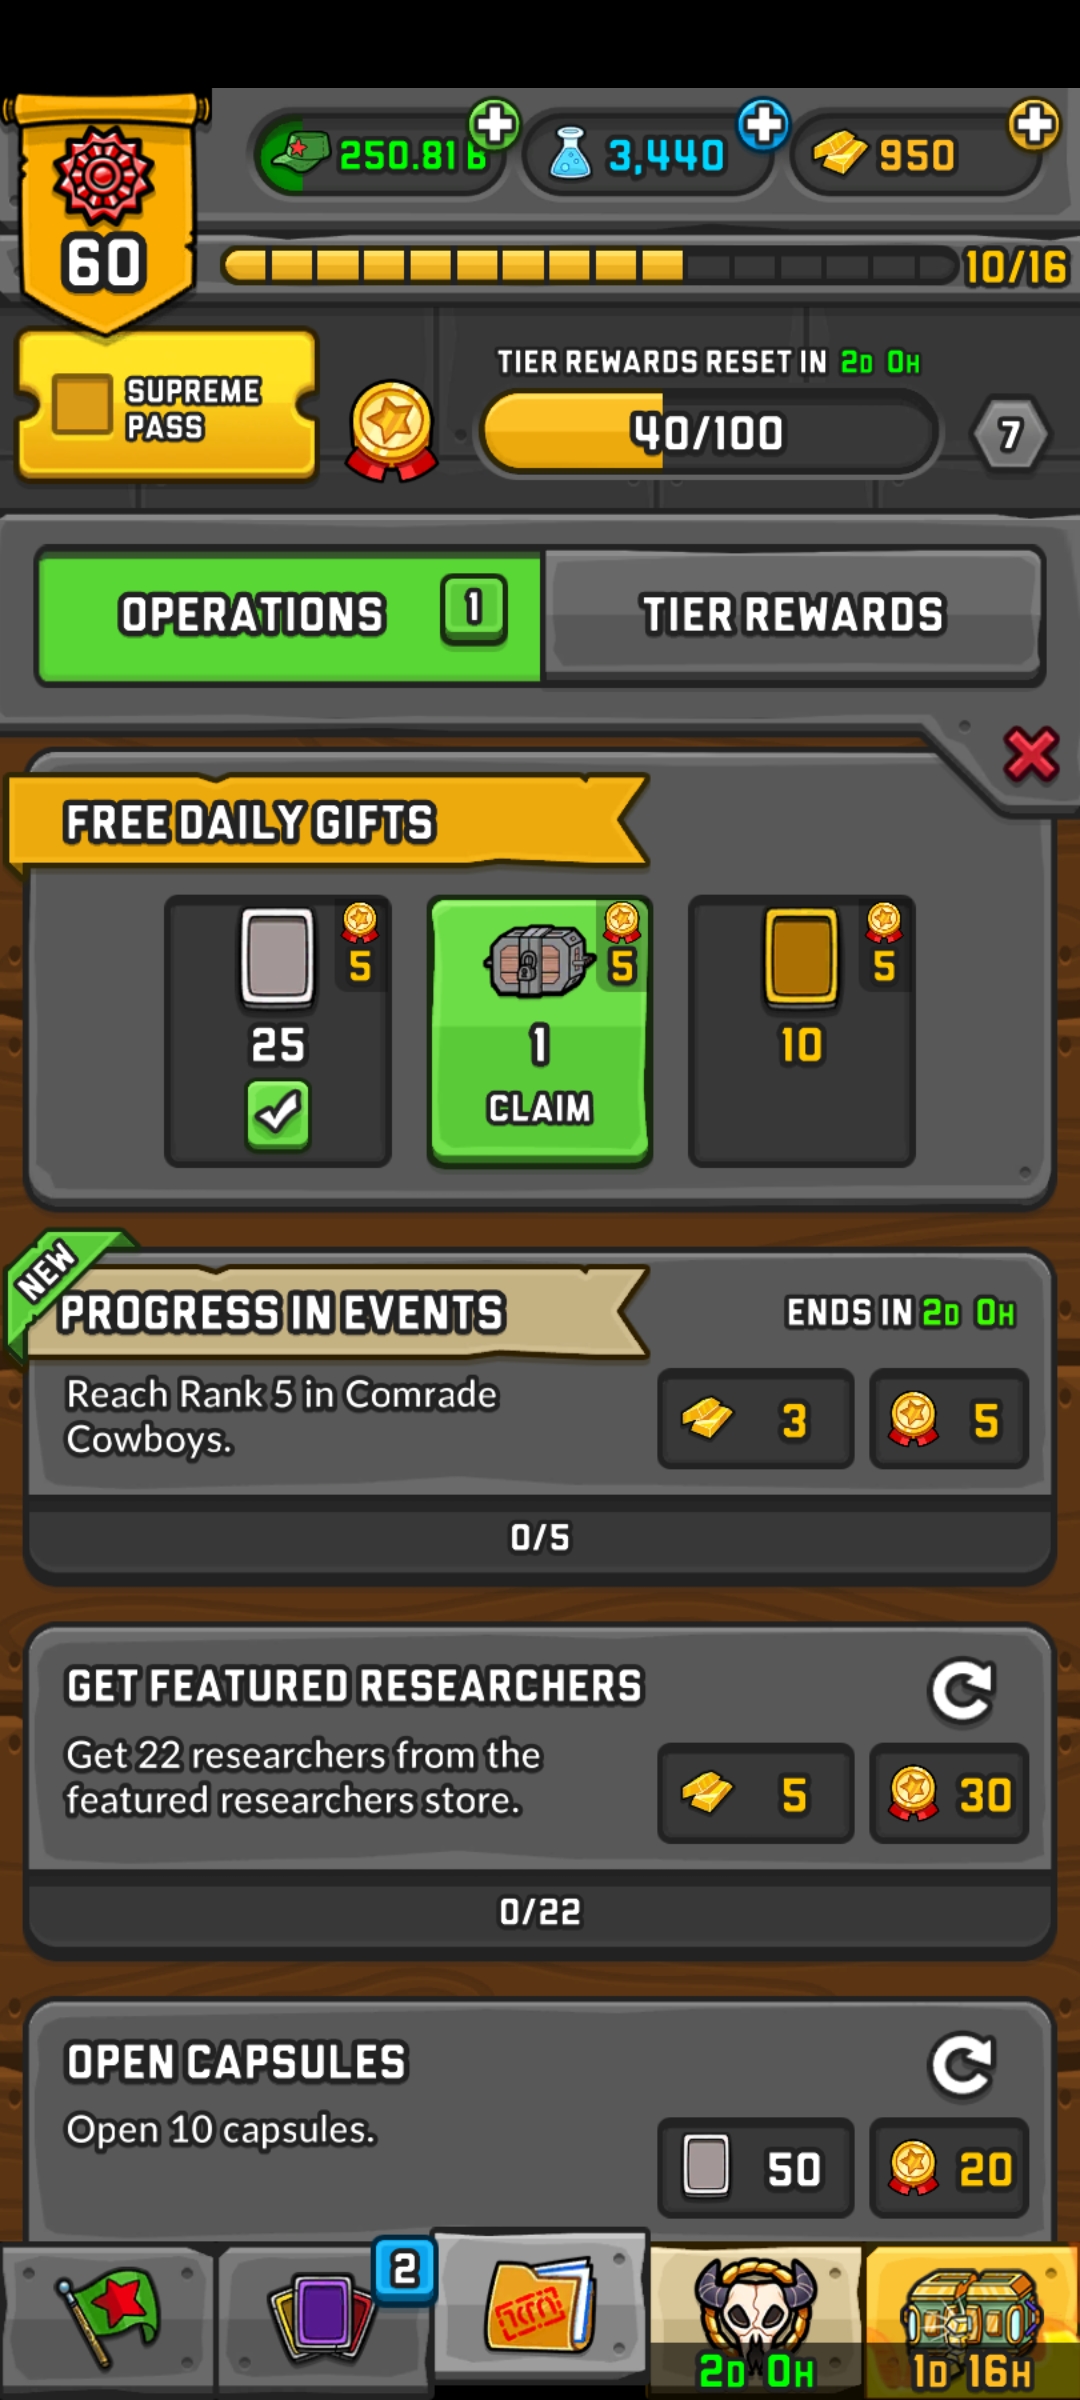 250.81 B
3,440
950
60
10/16
SUPREME
PASS
TIER REWARDS RESET IN 2D 0H
40/100
7
OPERATIONS 1
TIER REWARDS
FREE DAILY GIFTS
5
5
5
25
1
10
CLAIM
NEW
PROGRESS IN EVENTS
ENDS IN 2D 0H
Reach Rank 5 in Comrade
Cowboys.
3
5
0/5
GET FEATURED RESEARCHERS
Get 22 researchers from the
featured researchers store.
5
30
0/22
OPEN CAPSULES
Open 10 capsules.
50
20
2
2D 0H
1D 16H